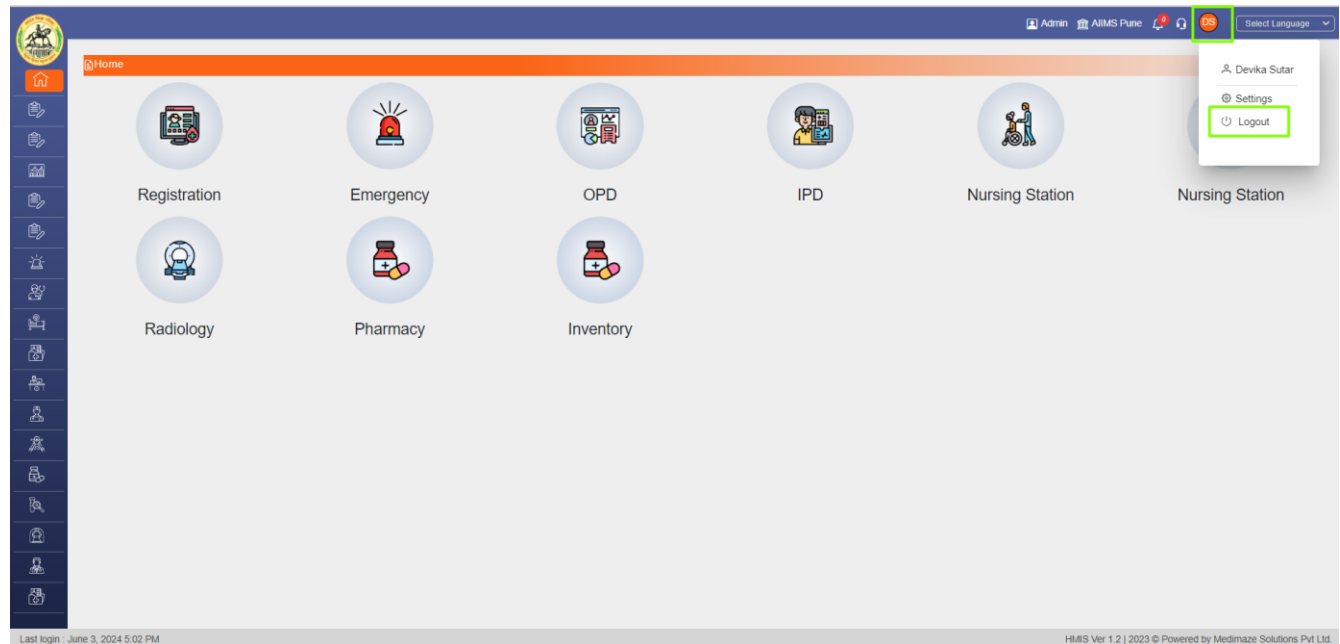 Admin AIIMS Pune 0 DS Select Language
Home
Devika Sutar
Settings
Logout
Registration Emergency OPD IPD Nursing Station Nursing Station
Radiology Pharmacy Inventory
Last login : June 3, 2024 5:02 PM HMIS Ver 1.2 | 2023 © Powered by Medimaze Solutions Pvt Ltd.